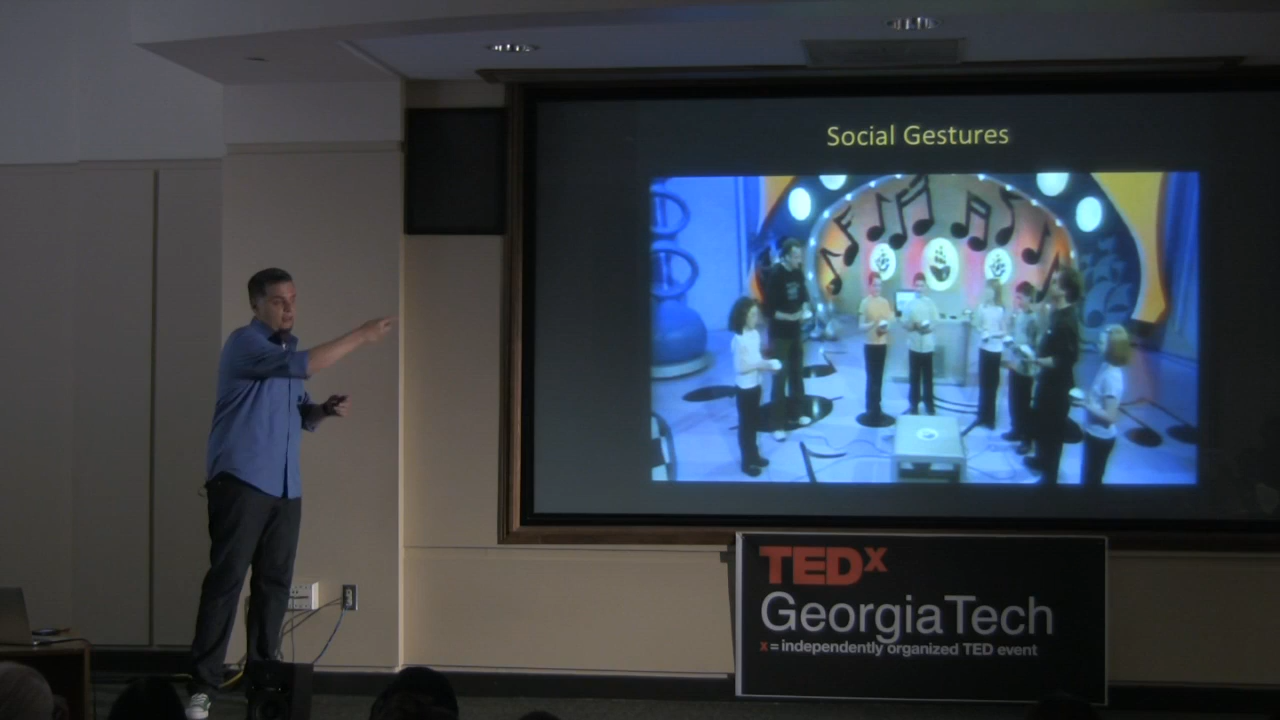 Social Gestures
TEDx
GeorgiaTech
x = independently organized TED event